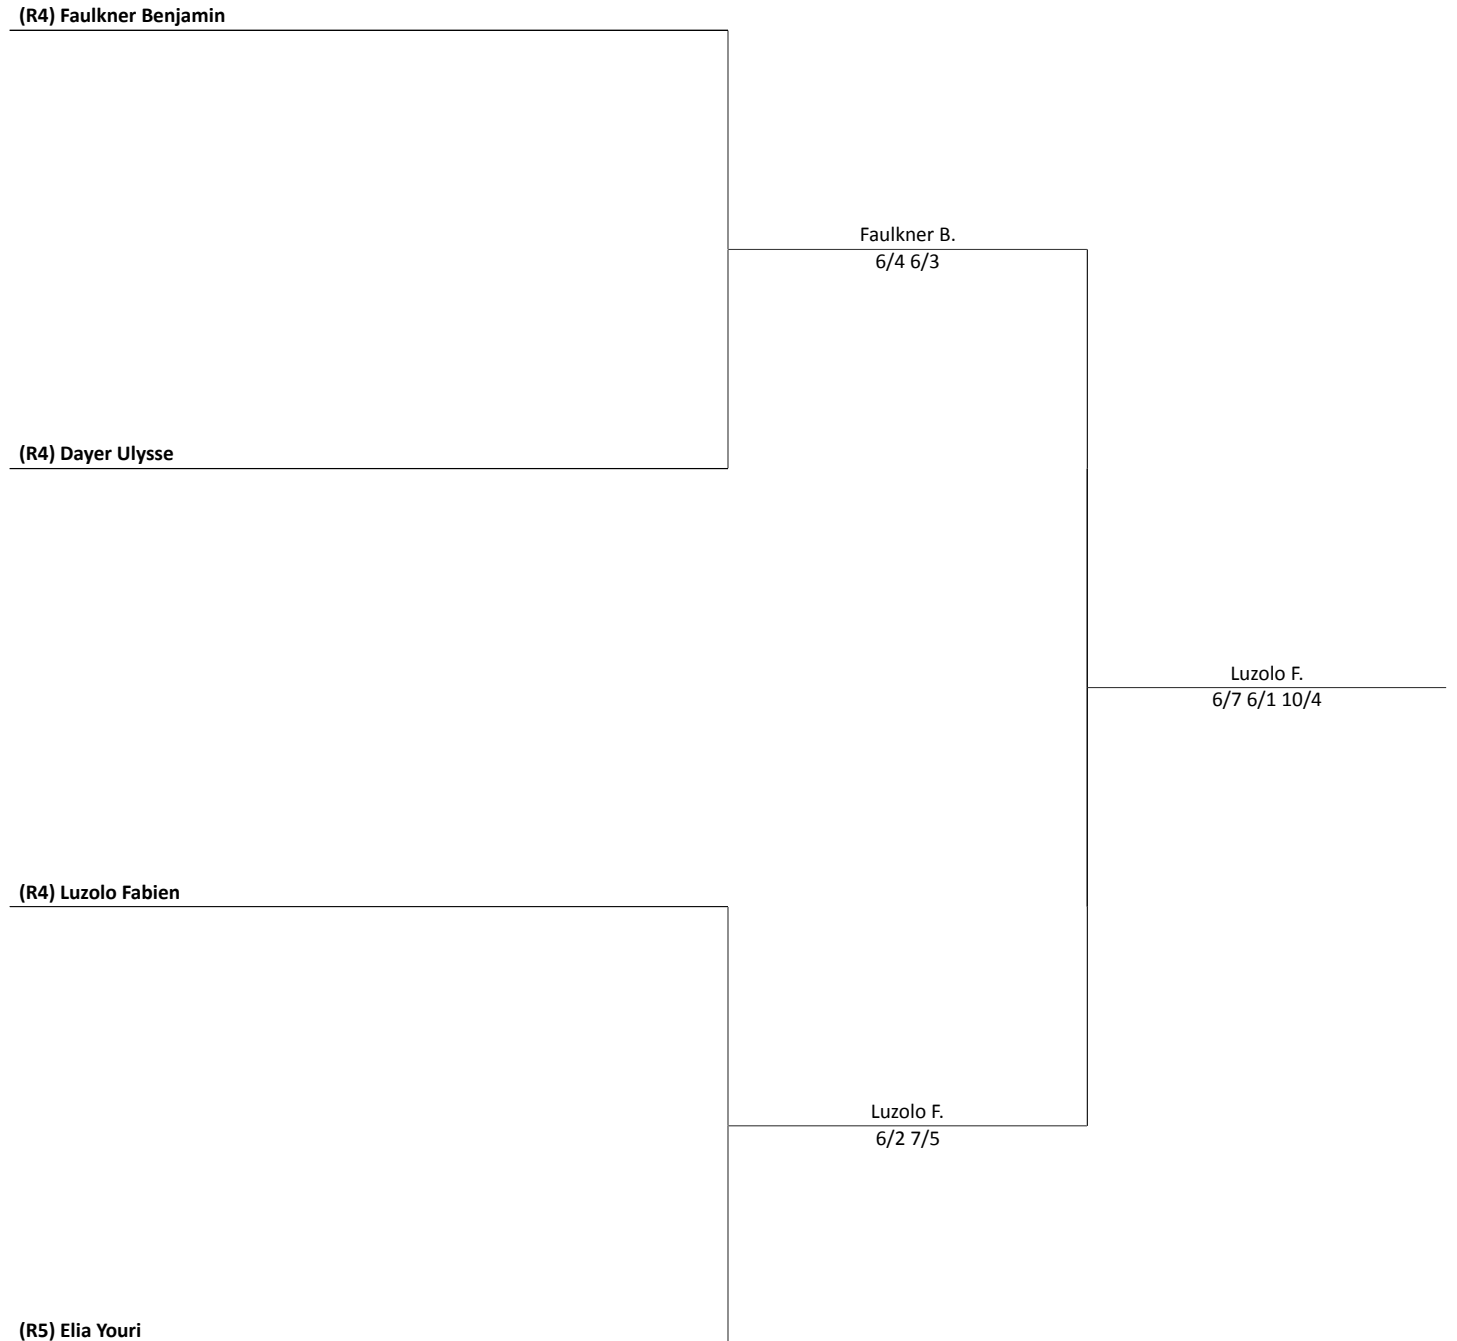 (R4) Faulkner Benjamin
Faulkner B.
6/4 6/3
(R4) Dayer Ulysse
Luzolo F.
6/7 6/1 10/4
(R4) Luzolo Fabien
Luzolo F.
6/2 7/5
(R5) Elia Youri